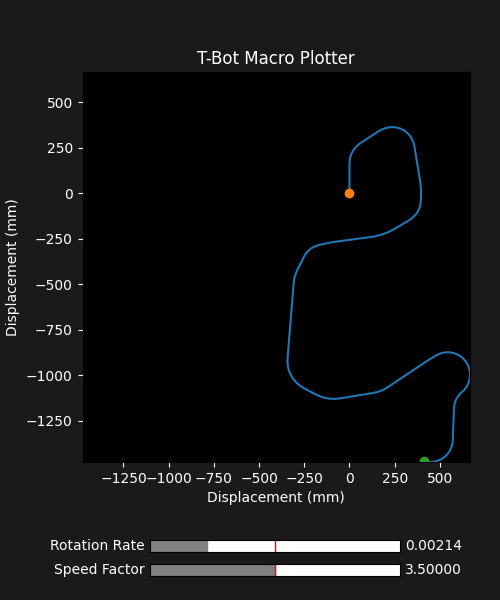 T-Bot Macro Plotter
500
250
0
−250
−500
−750
−1000
−1250
Displacement (mm)
−1250 −1000 −750 −500 −250 0 250 500
Displacement (mm)
Rotation Rate 0.00214
Speed Factor 3.50000